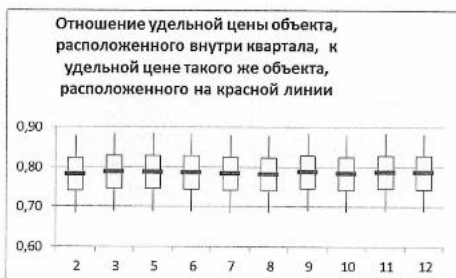 Отношение удельной цены объекта,
расположенного внутри квартала, к
удельной цене такого же объекта,
расположенного на красной линии
0,90
0,80
0,70
0,60
2 3 5 6 7 8 9 10 11 12